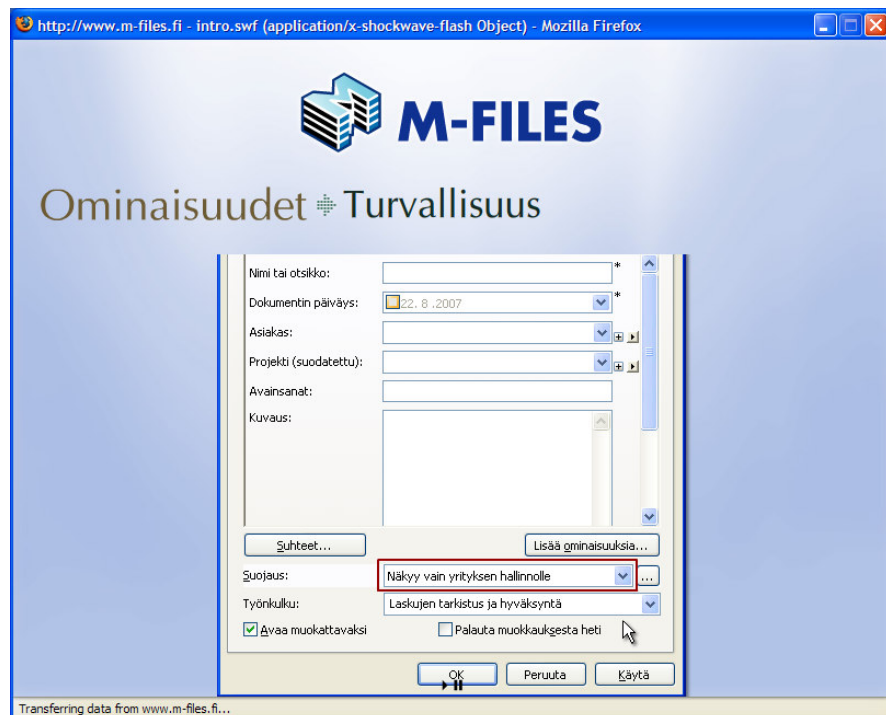 http://www.m-files.fi - intro.swf (application/x-shockwave-flash Object) - Mozilla Firefox
M-FILES
Ominaisuudet Turvallisuus
Nimi tai otsikko: *
Dokumentin päiväys: 22. 8 .2007 *
Asiakas:
Projekti (suodatettu):
Avainsanat:
Kuvaus:
Suhteet... Lisää ominaisuuksia...
Suojaus: Näkyy vain yrityksen hallinnolle ...
Työnkulku: Laskujen tarkistus ja hyväksyntä
Avaa muokattavaksi Palauta muokkauksesta heti
OK Peruuta Käytä
Transferring data from www.m-files.fi...